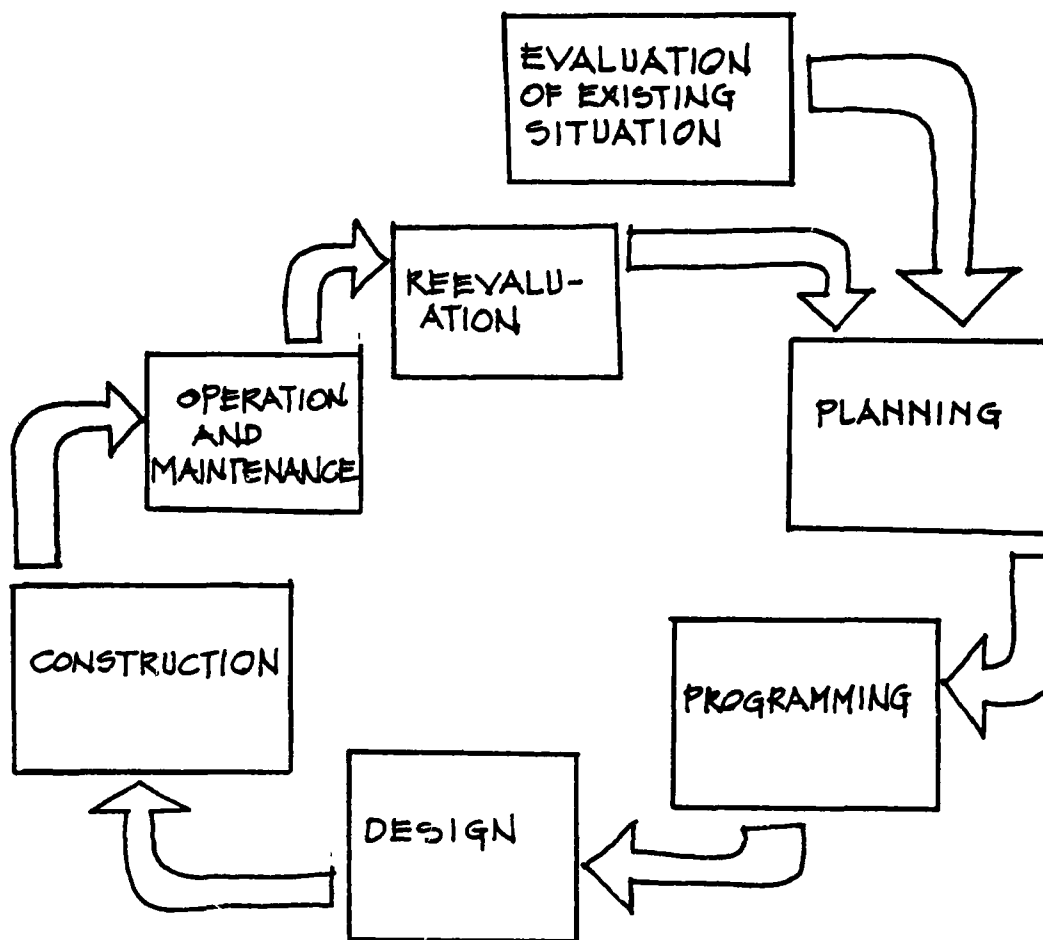 EVALUATION
OF EXISTING
SITUATION
REEVALU-
ATION
OPERATION
AND
MAINTENANCE
PLANNING
CONSTRUCTION
PROGRAMMING
DESIGN